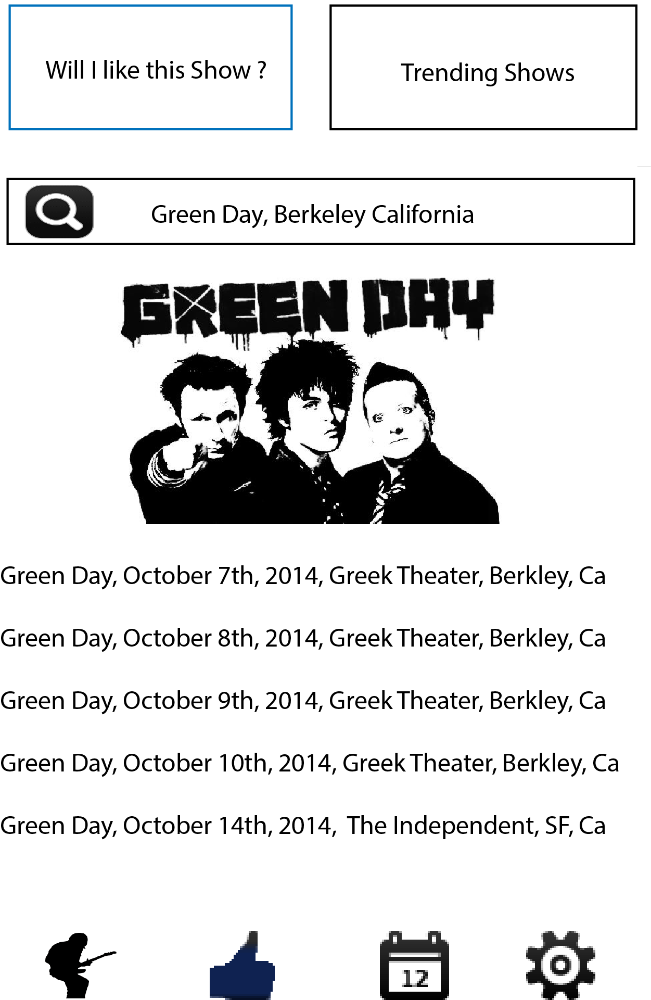 Will I like this Show ?
Trending Shows
Green Day, Berkeley California
GREEN DAY
Green Day, October 7th, 2014, Greek Theater, Berkley, Ca
Green Day, October 8th, 2014, Greek Theater, Berkley, Ca
Green Day, October 9th, 2014, Greek Theater, Berkley, Ca
Green Day, October 10th, 2014, Greek Theater, Berkley, Ca
Green Day, October 14th, 2014, The Independent, SF, Ca
12